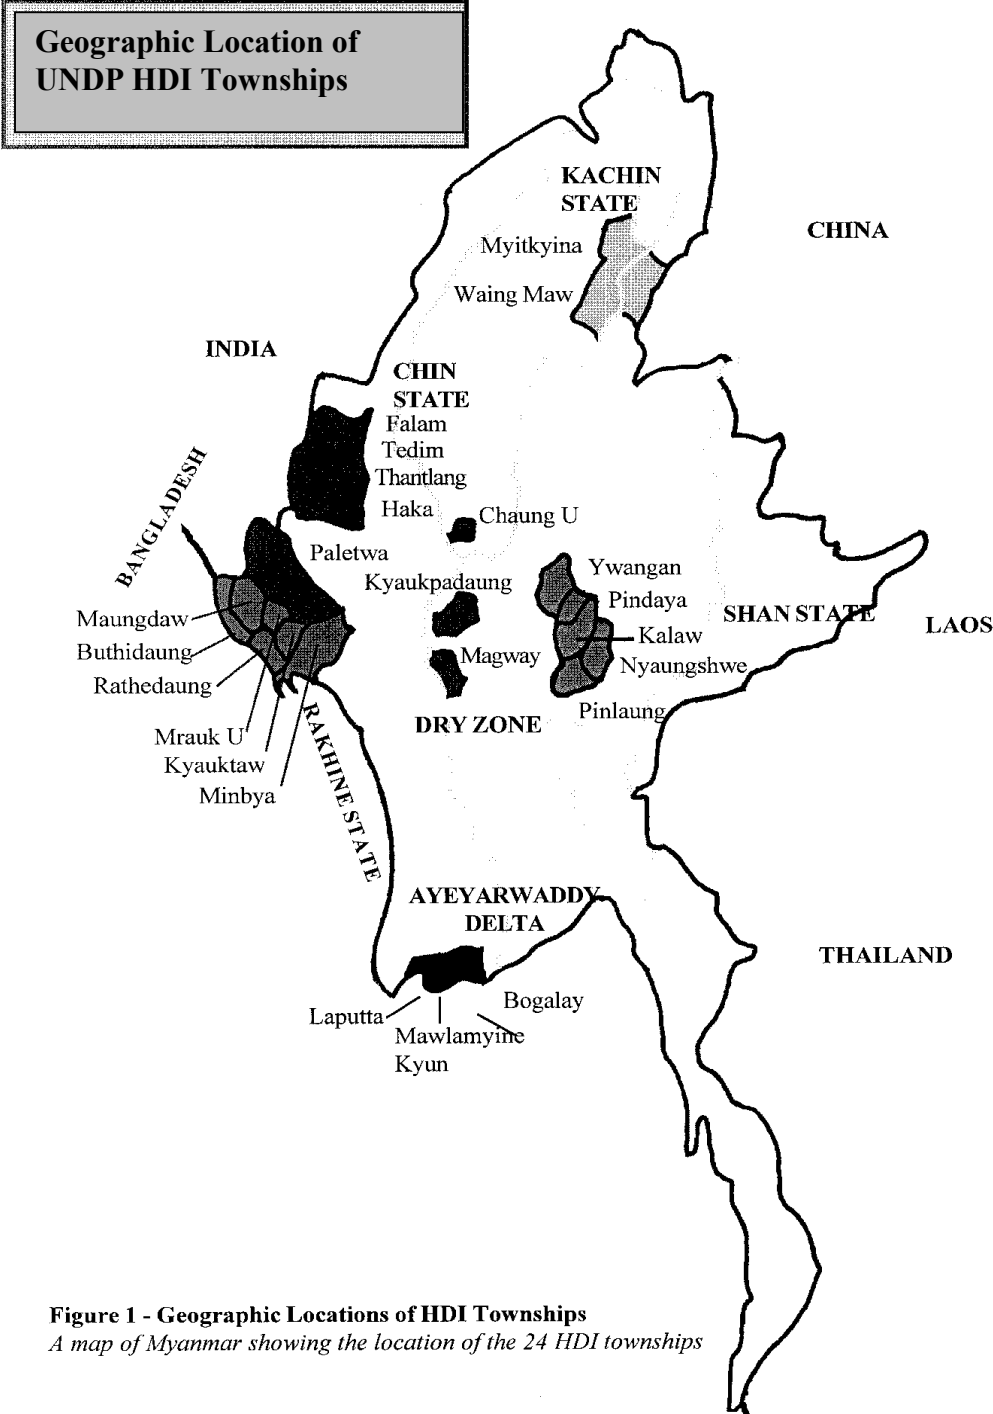 Geographic Location of
UNDP HDI Townships
KACHIN
STATE
CHINA
Myitkyina
Waing Maw
INDIA
CHIN
STATE
Falam
Tedim
Thantlang
Haka
Chaung U
BANGLADESH
Paletwa
Kyaukpadaung
Ywangan
Pindaya
Maungdaw
SHAN STATE
LAOS
Kalaw
Buthidaung
Magway
Nyaungshwe
Rathedaung
Pinlaung
DRY ZONE
Mrauk U
Kyauktaw
Minbya
RAKHINE STATE
AYEYARWADDY
DELTA
THAILAND
Bogalay
Laputta
Mawlamyine
Kyun
Figure 1 - Geographic Locations of HDI Townships
A map of Myanmar showing the location of the 24 HDI townships